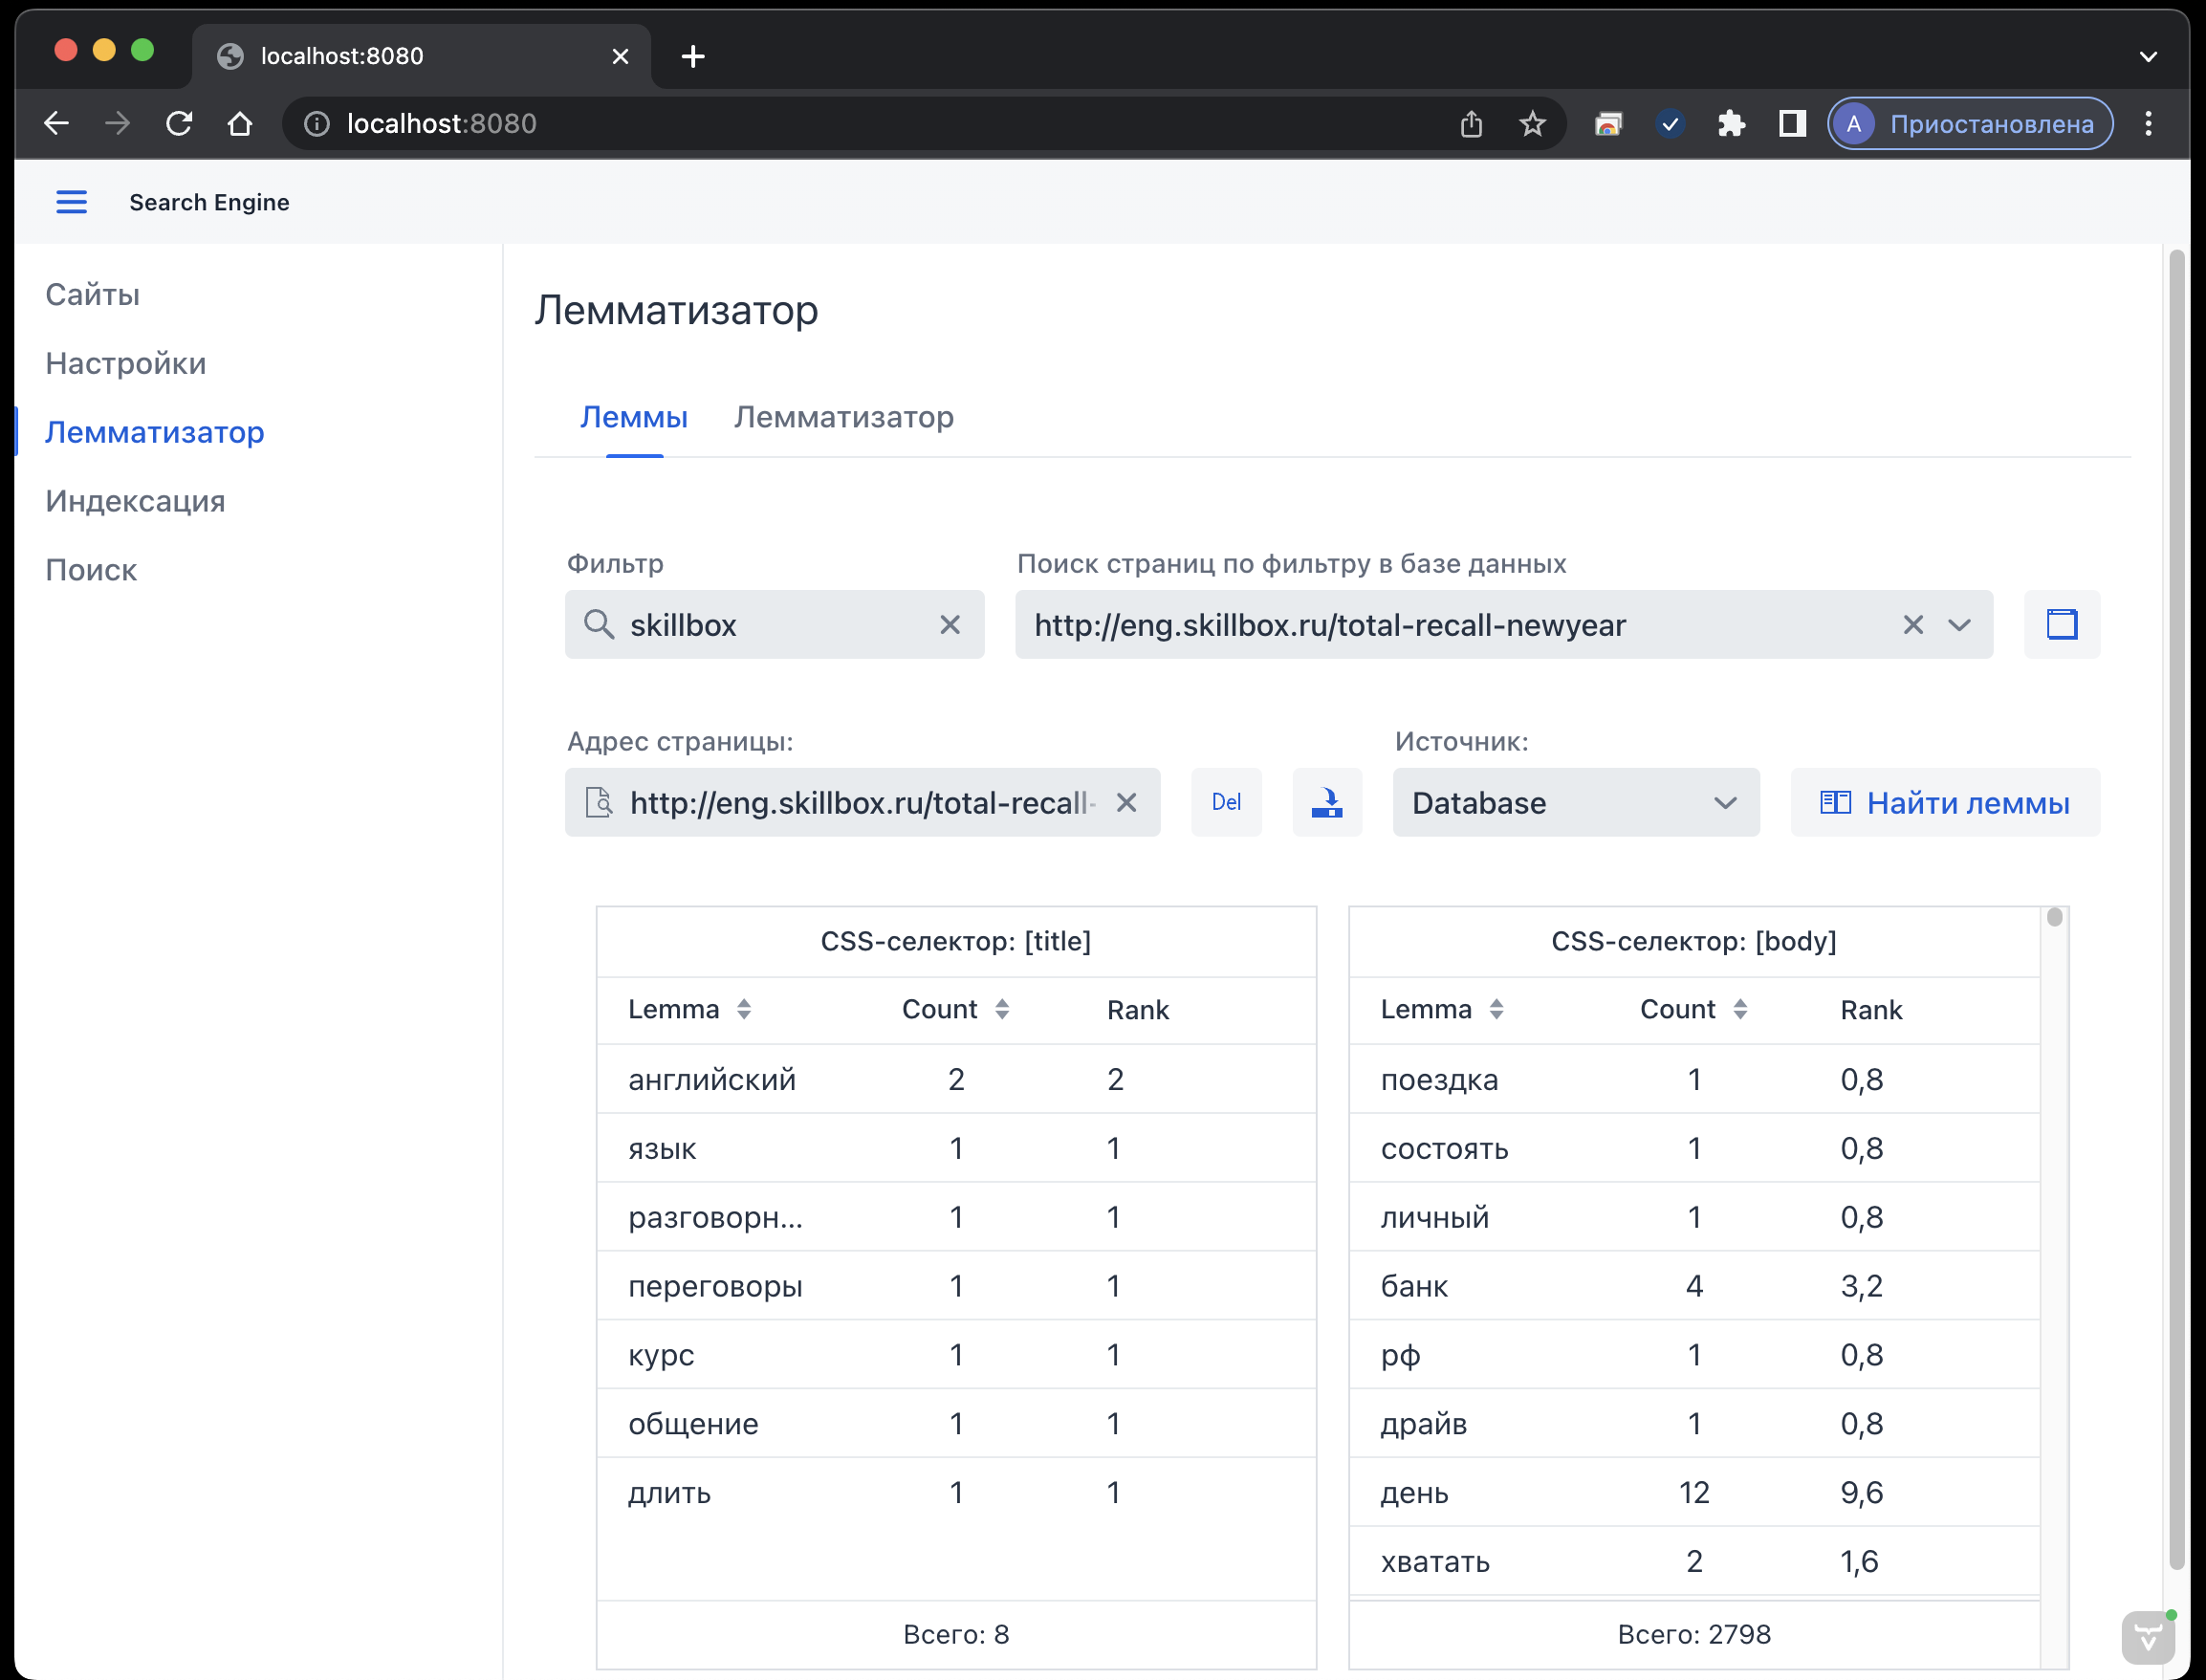 localhost:8080
localhost:8080
A Приостановлена
Search Engine
Сайты
Настройки
Лемматизатор
Индексация
Поиск
Лемматизатор
Леммы Лемматизатор
Фильтр Поиск страниц по фильтру в базе данных
skillbox http://eng.skillbox.ru/total-recall-newyear
Адрес страницы: Источник:
http://eng.skillbox.ru/total-recall- Del Database Найти леммы
CSS-селектор: [title]
Lemma Count Rank
английский 2 2
язык 1 1
разговорн... 1 1
переговоры 1 1
курс 1 1
общение 1 1
длить 1 1
Всего: 8
CSS-селектор: [body]
Lemma Count Rank
поездка 1 0,8
состоять 1 0,8
личный 1 0,8
банк 4 3,2
рф 1 0,8
драйв 1 0,8
день 12 9,6
хватать 2 1,6
Всего: 2798